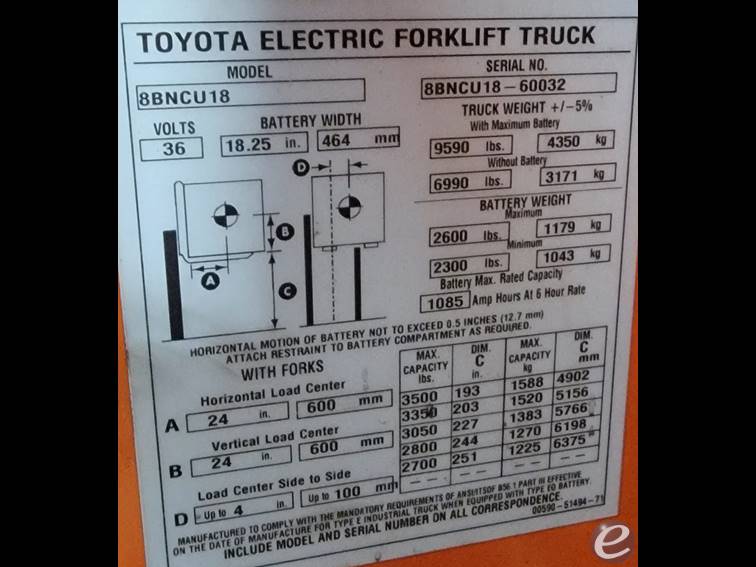 TOYOTA ELECTRIC FORKLIFT TRUCK
MODEL
8BNCU18
SERIAL NO.
8BNCU18-60032
VOLTS
36
BATTERY WIDTH
18.25 in. 464 mm
TRUCK WEIGHT +/-5%
With Maximum Battery
9590 lbs. 4350 kg
Without Battery
6990 lbs. 3171 kg
BATTERY WEIGHT
Maximum
2600 lbs. 1179 kg
Minimum
2300 lbs. 1043 kg
Battery Max. Rated Capacity
1085 Amp Hours At 6 Hour Rate
D
B
A
C
HORIZONTAL MOTION OF BATTERY NOT TO EXCEED 0.5 INCHES (12.7 mm)
ATTACH RESTRAINT TO BATTERY COMPARTMENT AS REQUIRED.
WITH FORKS
Horizontal Load Center
A 24 in. 600 mm
Vertical Load Center
B 24 in. 600 mm
Load Center Side to Side
D Up to 4 in. Up to 100 mm
MAX. CAPACITY lbs. DIM. C in. MAX. CAPACITY kg DIM. C mm
3500 193 1588 4902
3350 203 1520 5156
3050 227 1383 5766
2800 244 1270 6198
2700 251 1225 6375
-- -- -- --
MANUFACTURED TO COMPLY WITH THE MANDATORY REQUIREMENTS OF ANSI/ITSDF B56.1 PART III EFFECTIVE
ON THE DATE OF MANUFACTURE FOR TYPE E INDUSTRIAL TRUCK WHEN EQUIPPED WITH TYPE EO BATTERY.
INCLUDE MODEL AND SERIAL NUMBER ON ALL CORRESPONDENCE.
00590-51494-71
e